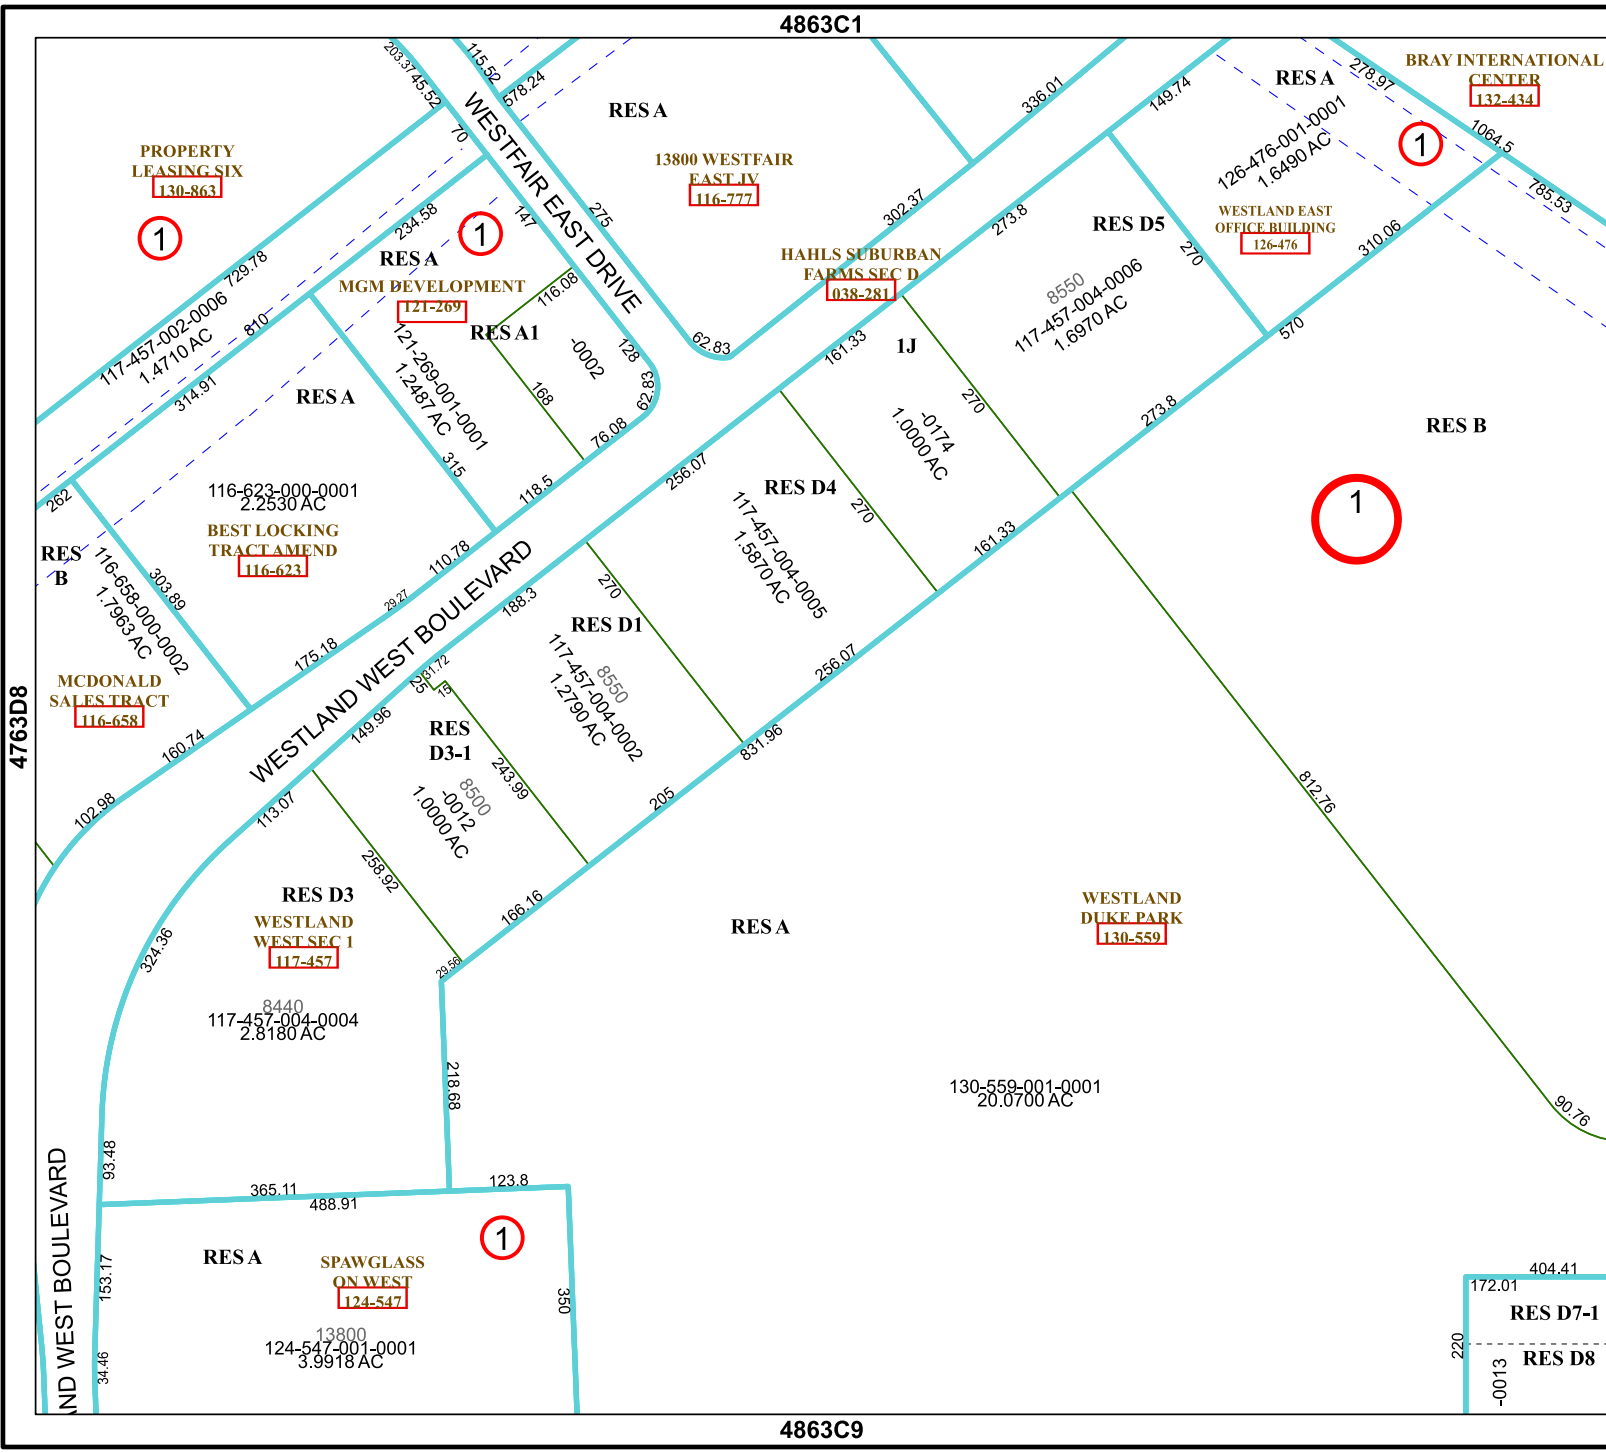 4863C1
203.37
45.52
115.52
578.24
RES A
336.01
149.74
RES A
278.97
BRAY INTERNATIONAL
CENTER
132-434
1064.5
785.53
126-476-001-0001
1.6490 AC
1
PROPERTY
LEASING SIX
130-863
1
70
WESTFAIR EAST DRIVE
147
275
13800 WESTFAIR
EAST JV
116-777
302.37
273.8
RES D5
270
WESTLAND EAST
OFFICE BUILDING
126-476
310.06
234.58
1
RES A
MGM DEVELOPMENT
121-269
RES A1
116.08
729.78
117-457-002-0006
1.4710 AC
810
314.91
HAHLS SUBURBAN
FARMS SEC D
038-281
8550
117-457-004-0006
1.6970 AC
570
62.83
161.33
1J
128
-0002
62.83
168
76.08
121-269-001-0001
1.2487 AC
RES A
315
118.5
256.07
270
-0174
1.0000 AC
273.8
RES B
262
116-623-000-0001
2.2530 AC
BEST LOCKING
TRACT AMEND
116-623
110.78
29.27
RES D4
117-457-004-0005
1.5870 AC
270
161.33
1
RES
B
116-658-000-0002
1.7963 AC
303.89
175.18
WESTLAND WEST BOULEVARD
188.3
270
RES D1
8550
117-457-004-0002
1.2790 AC
256.07
MCDONALD
SALES TRACT
116-658
160.74
102.98
31.72
25
15
149.96
RES
D3-1
8500
-0012
1.0000 AC
243.99
831.96
205
812.76
4763D8
113.07
258.92
166.16
29.56
RES D3
WESTLAND
WEST SEC 1
117-457
324.36
8440
117-457-004-0004
2.8180 AC
RES A
WESTLAND
DUKE PARK
130-559
218.68
130-559-001-0001
20.0700 AC
90.76
93.48
365.11
488.91
123.8
1
AND WEST BOULEVARD
153.17
RES A
SPAWGLASS
ON WEST
124-547
350
13800
124-547-001-0001
3.9918 AC
34.46
404.41
172.01
RES D7-1
220
RES D8
-0013
4863C9